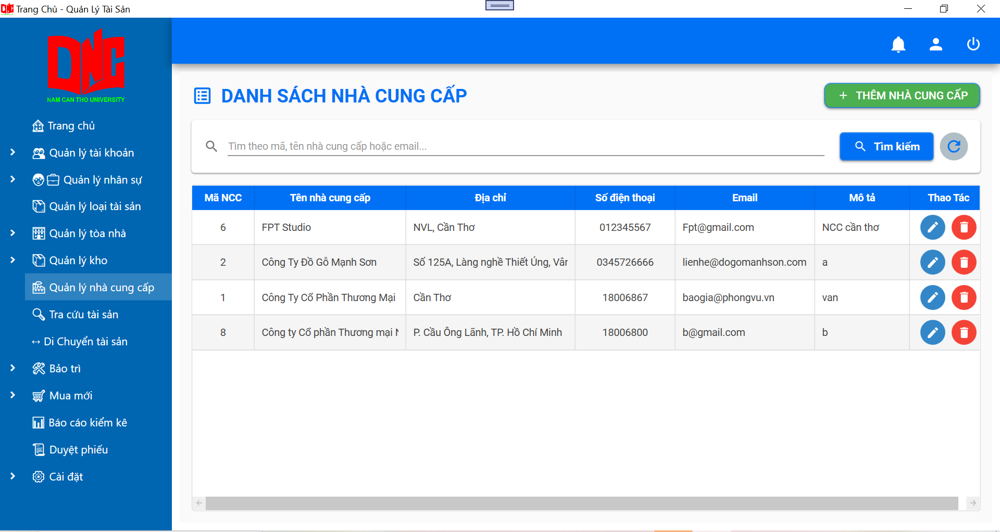 Trang Chủ - Quản Lý Tài Sản
DNC
NAM CAN THO UNIVERSITY
Trang chủ
Quản lý tài khoản
Quản lý nhân sự
Quản lý loại tài sản
Quản lý tòa nhà
Quản lý kho
Quản lý nhà cung cấp
Tra cứu tài sản
Di Chuyển tài sản
Bảo trì
Mua mới
Báo cáo kiểm kê
Duyệt phiếu
Cài đặt
DANH SÁCH NHÀ CUNG CẤP
THÊM NHÀ CUNG CẤP
Tìm theo mã, tên nhà cung cấp hoặc email...
Tìm kiếm
Mã NCC Tên nhà cung cấp Địa chỉ Số điện thoại Email Mô tả Thao Tác
6 FPT Studio NVL, Cần Thơ 012345567 Fpt@gmail.com NCC cần thơ
2 Công Ty Đồ Gỗ Mạnh Sơn Số 125A, Làng nghề Thiết Úng, Vân 0345726666 lienhe@dogomanhson.com a
1 Công Ty Cổ Phần Thương Mại Cần Thơ 18006867 baogia@phongvu.vn van
8 Công ty Cổ phần Thương mại P. Cầu Ông Lãnh, TP. Hồ Chí Minh 18006800 b@gmail.com b